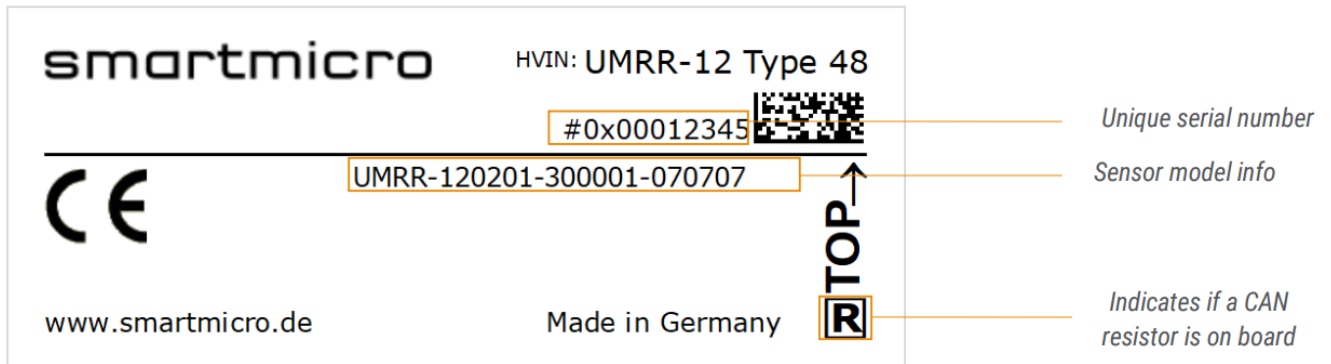 smartmicro
HVIN: UMRR-12 Type 48
#0x00012345
Unique serial number
UMRR-120201-300001-070707
Sensor model info
CE
TOP
www.smartmicro.de
Made in Germany
R
Indicates if a CAN
resistor is on board